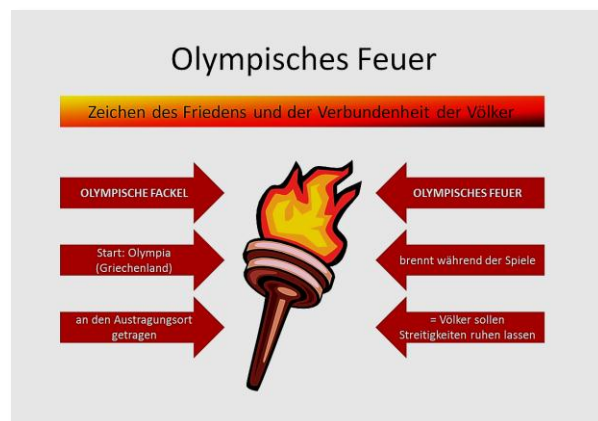 Olympisches Feuer
Zeichen des Friedens und der Verbundenheit der Völker
OLYMPISCHE FACKEL
Start: Olympia
(Griechenland)
an den Austragungsort
getragen
OLYMPISCHES FEUER
brennt während der Spiele
= Völker sollen
Streitigkeiten ruhen lassen